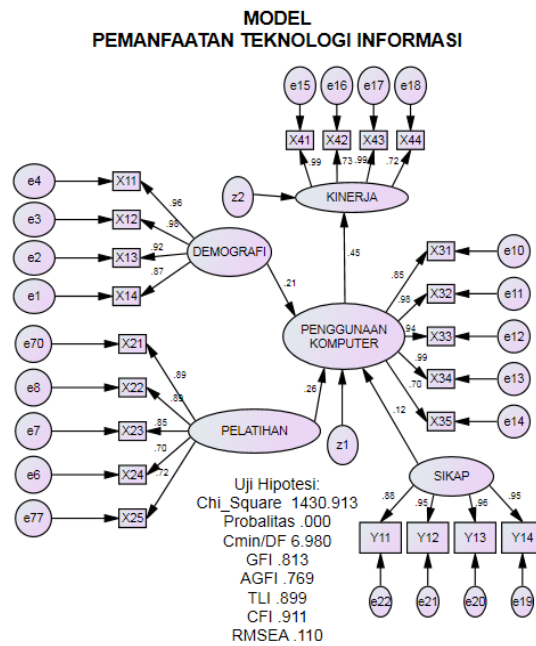 MODEL
PEMANFAATAN TEKNOLOGI INFORMASI
e15 e16 e17 e18
X41 X42 X43 X44
.99 .73 .99 .72
z2
KINERJA
e4 X11
.96
e3 X12
.98
e2 X13
.92
e1 X14
.87
DEMOGRAFI
.21
.45
X31 e10
.85
X32 e11
.98
X33 e12
.94
X34 e13
.99
X35 e14
.70
PENGGUNAAN
KOMPUTER
e70 X21
.89
e8 X22
.89
e7 X23
.85
e6 X24
.70
e77 X25
.72
PELATIHAN
.26
z1
.12
SIKAP
.88 .95 .96 .95
Y11 Y12 Y13 Y14
e22 e21 e20 e19
Uji Hipotesi:
Chi_Square 1430.913
Probalitas .000
Cmin/DF 6.980
GFI .813
AGFI .769
TLI .899
CFI .911
RMSEA .110